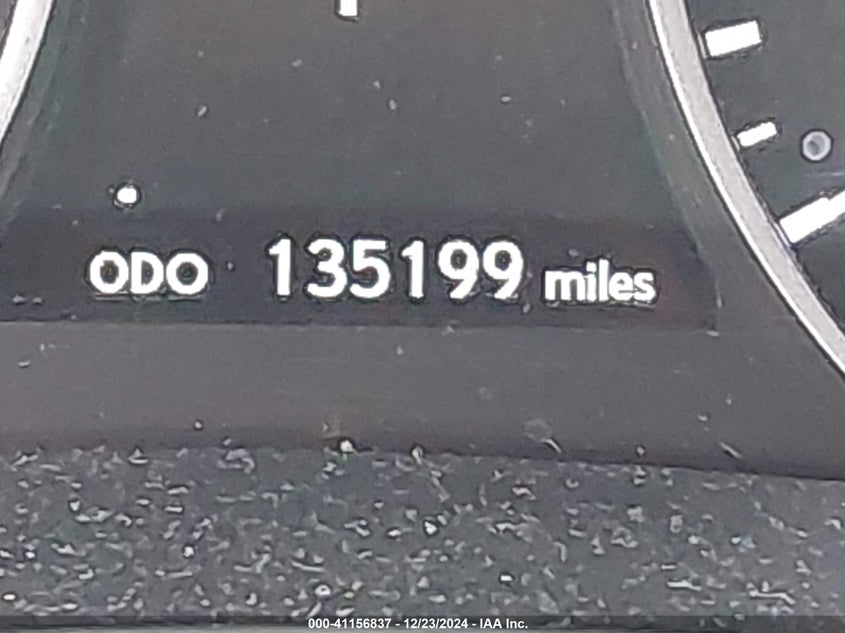 ODO 135199 miles
000-41156837 - 12/23/2024 - IAA Inc.